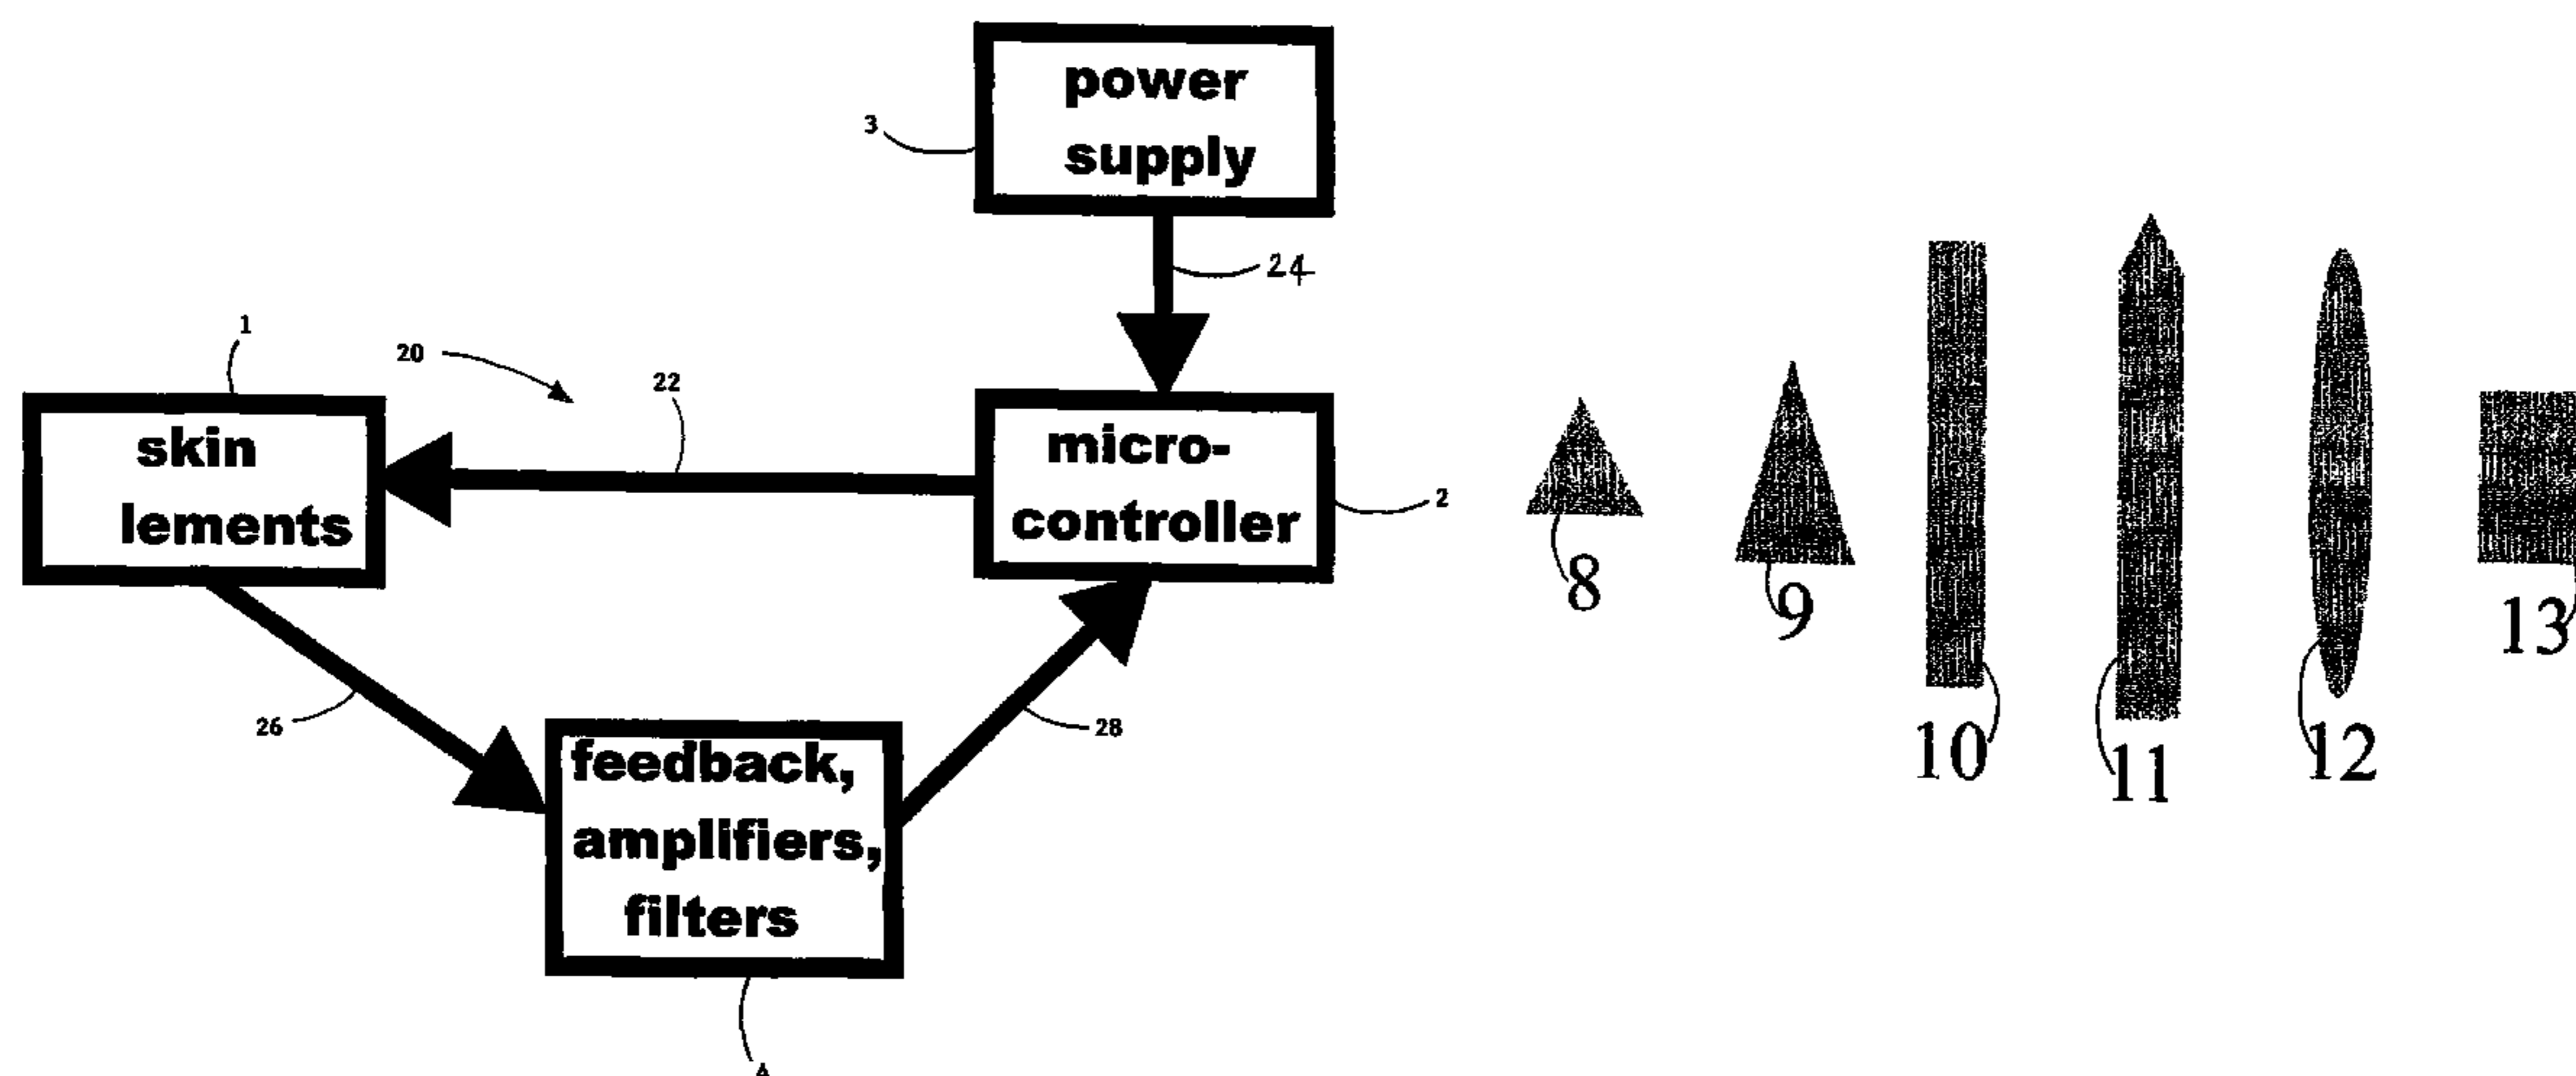 power
supply
3
24
1
20
22
skin
lements
micro-
controller
2
26
28
feedback,
amplifiers,
filters
8
9
10
11
12
13